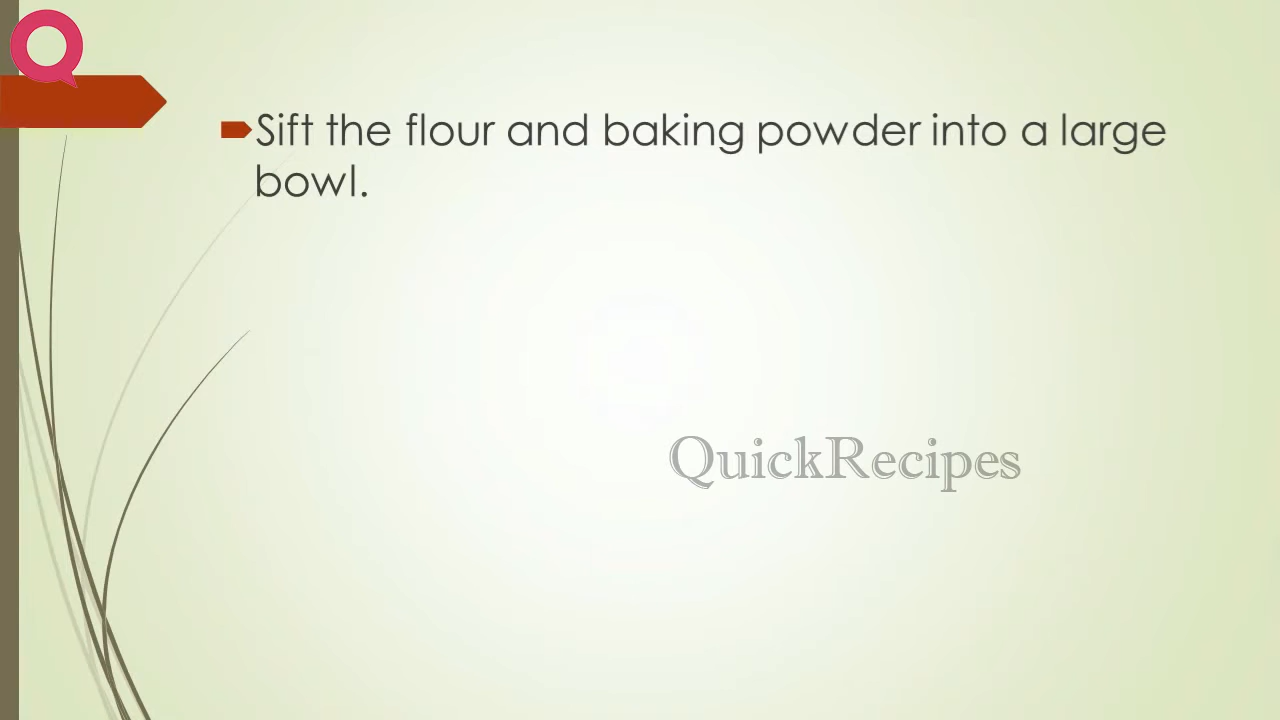 Sift the flour and baking powder into a large
bowl.
QuickRecipes